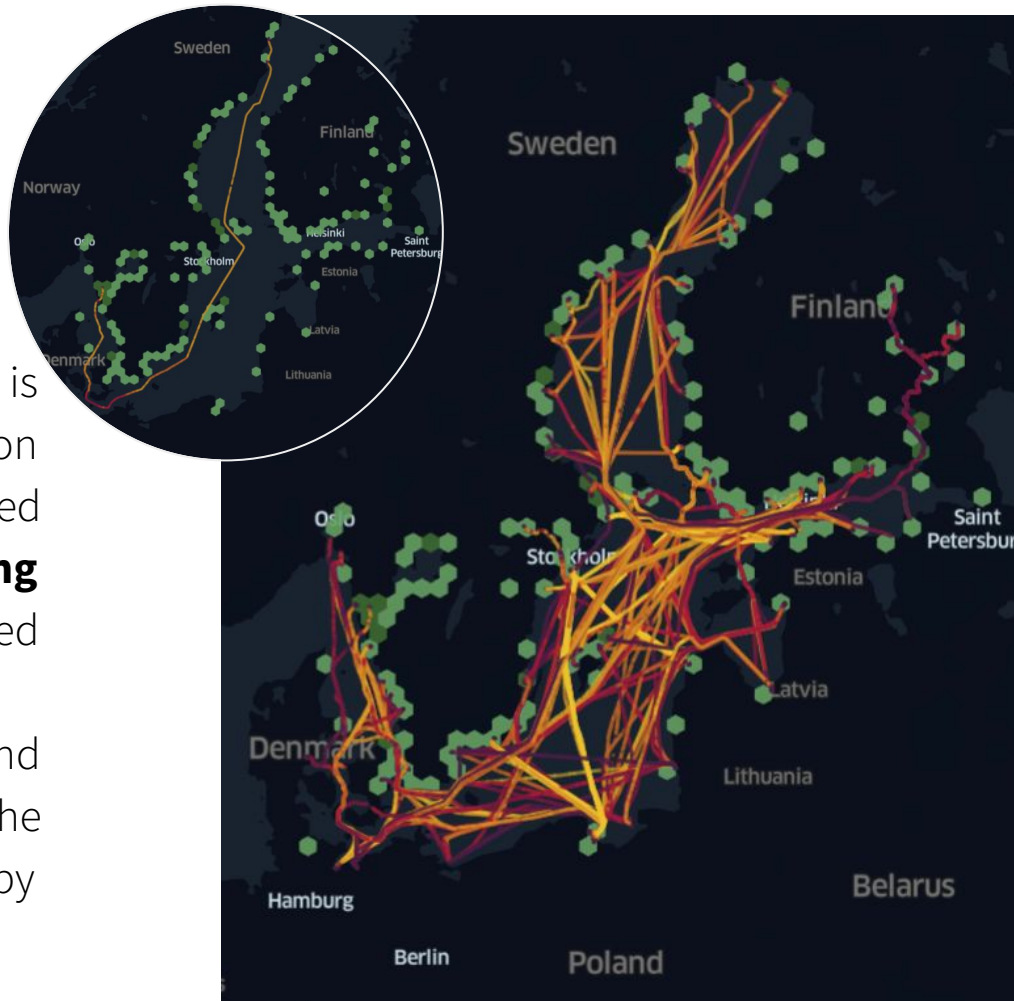 Sweden
Finland
Norway
Oslo
Helsinki
Stockholm
Saint
Petersburg
Estonia
Latvia
Denmark
Lithuania
is
on
ed
ng
ed
nd
he
by
Sweden
Finland
Oslo
Stockholm
Saint
Petersbur
Estonia
Latvia
Denmark
Lithuania
Belarus
Hamburg
Berlin
Poland